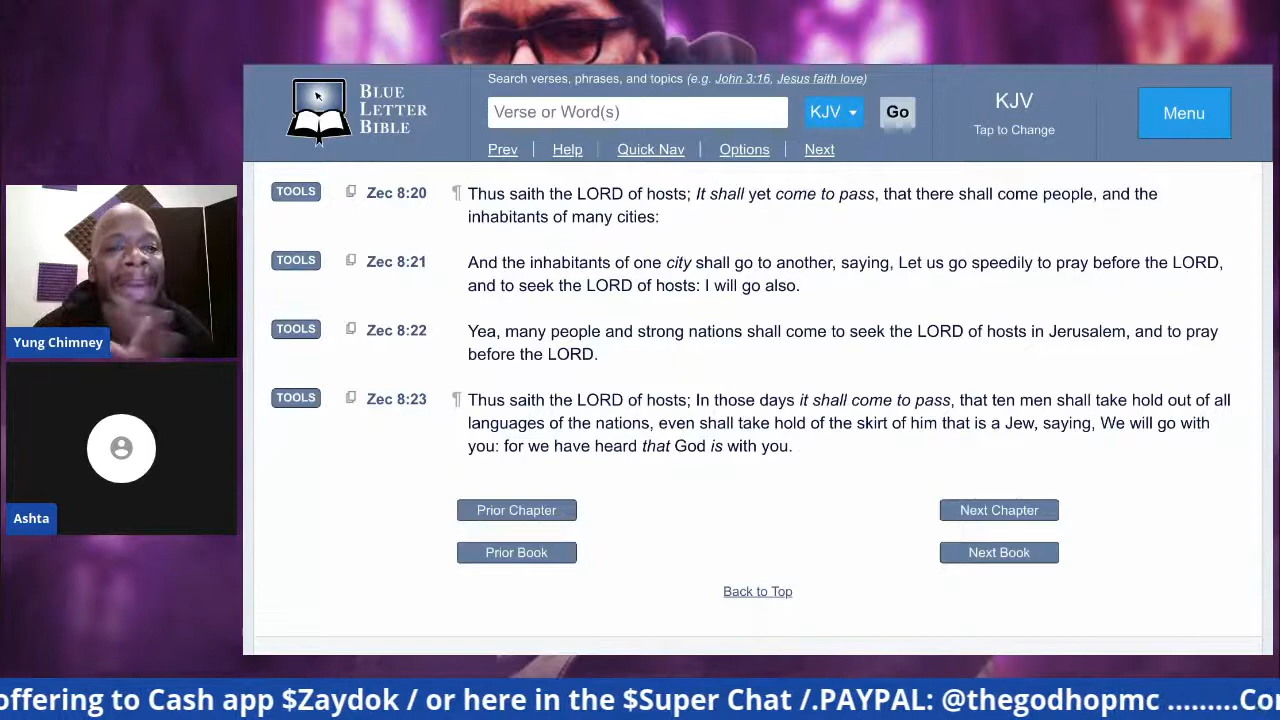 Search verses, phrases, and topics (e.g. John 3:16, Jesus faith love)
BLUE
LETTER
BIBLE
Verse or Word(s)
KJV
Go
KJV
Tap to Change
Menu
Prev
Help
Quick Nav
Options
Next
TOOLS Zec 8:20 ¶ Thus saith the LORD of hosts; It shall yet come to pass, that there shall come people, and the
inhabitants of many cities:
TOOLS Zec 8:21 And the inhabitants of one city shall go to another, saying, Let us go speedily to pray before the LORD,
and to seek the LORD of hosts: I will go also.
TOOLS Zec 8:22 Yea, many people and strong nations shall come to seek the LORD of hosts in Jerusalem, and to pray
before the LORD.
TOOLS Zec 8:23 ¶ Thus saith the LORD of hosts; In those days it shall come to pass, that ten men shall take hold out of all
languages of the nations, even shall take hold of the skirt of him that is a Jew, saying, We will go with
you: for we have heard that God is with you.
Prior Chapter
Next Chapter
Prior Book
Next Book
Back to Top
Yung Chimney
Ashta
offering to Cash app $Zaydok / or here in the $Super Chat /.PAYPAL: @thegodhopmc .........Co